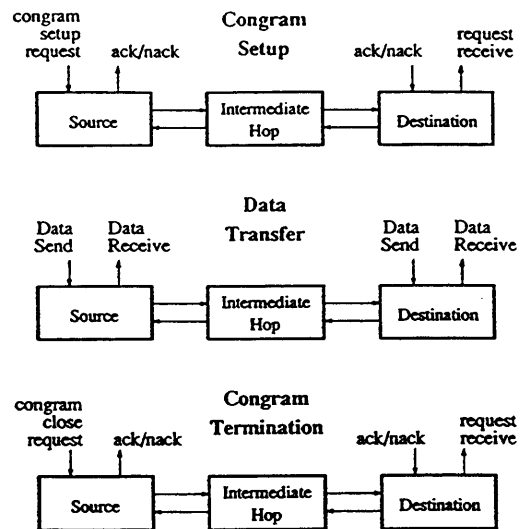 Congram
Setup
congram
setup
request
ack/nack
ack/nack
request
receive
Source
Intermediate
Hop
Destination
Data
Transfer
Data
Send
Data
Receive
Data
Send
Data
Receive
Source
Intermediate
Hop
Destination
Congram
Termination
congram
close
request
ack/nack
ack/nack
request
receive
Source
Intermediate
Hop
Destination